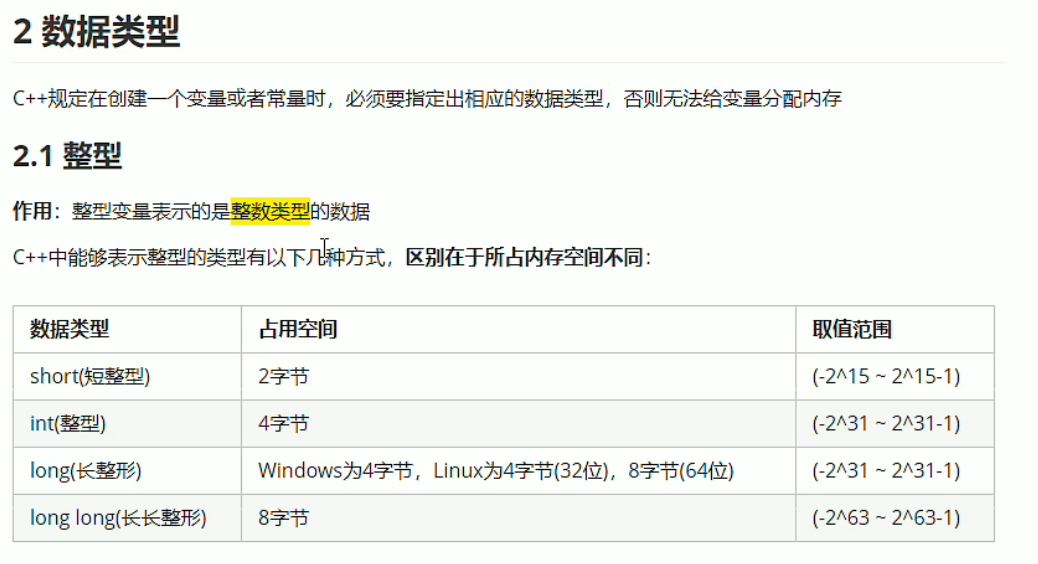 2 数据类型
C++规定在创建一个变量或者常量时，必须要指定出相应的数据类型，否则无法给变量分配内存
2.1 整型
作用：整型变量表示的是整数类型的数据
C++中能够表示整型的类型有以下几种方式，区别在于所占内存空间不同：
数据类型 占用空间 取值范围
short(短整型) 2字节 (-2^15 ~ 2^15-1)
int(整型) 4字节 (-2^31 ~ 2^31-1)
long(长整形) Windows为4字节，Linux为4字节(32位)，8字节(64位) (-2^31 ~ 2^31-1)
long long(长长整形) 8字节 (-2^63 ~ 2^63-1)